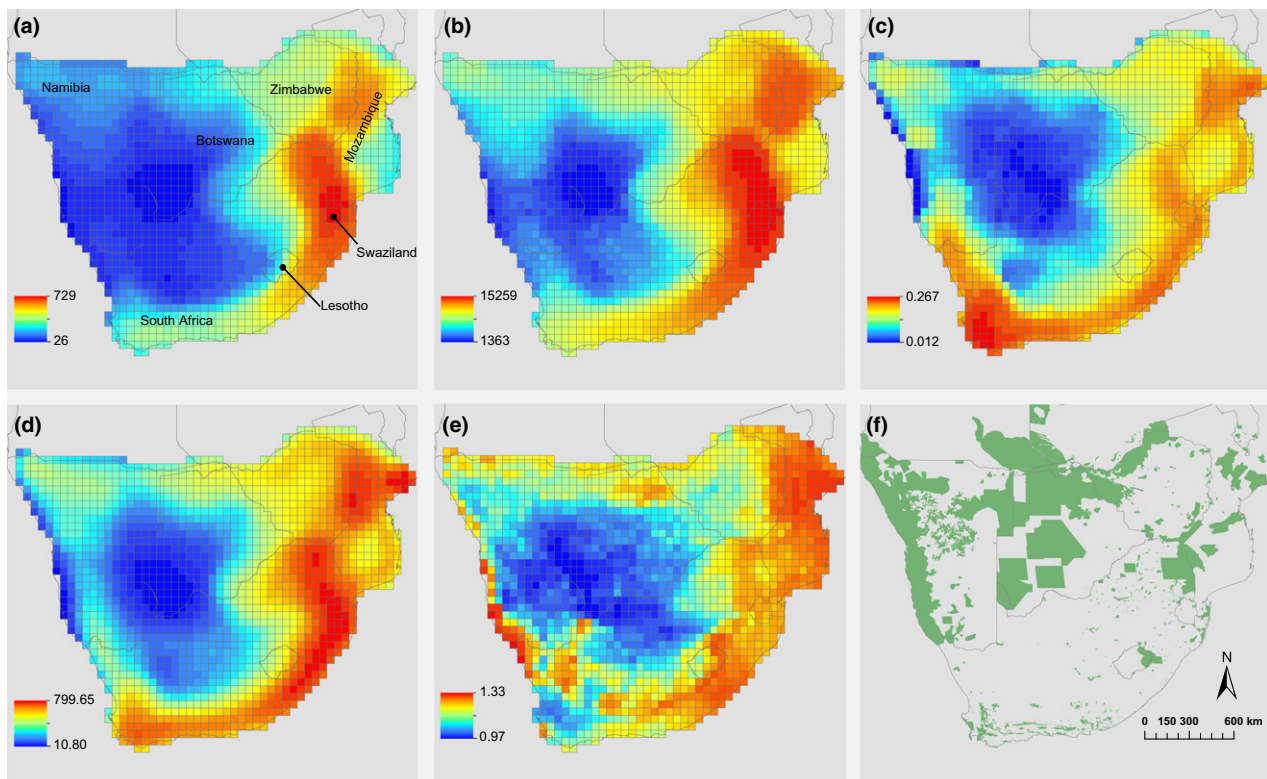 (a)
Namibia
Zimbabwe
Botswana
Mozambique
Swaziland
Lesotho
South Africa
729
26
(b)
15259
1363
(c)
0.267
0.012
(d)
799.65
10.80
(e)
1.33
0.97
(f)
N
0 150 300 600 km